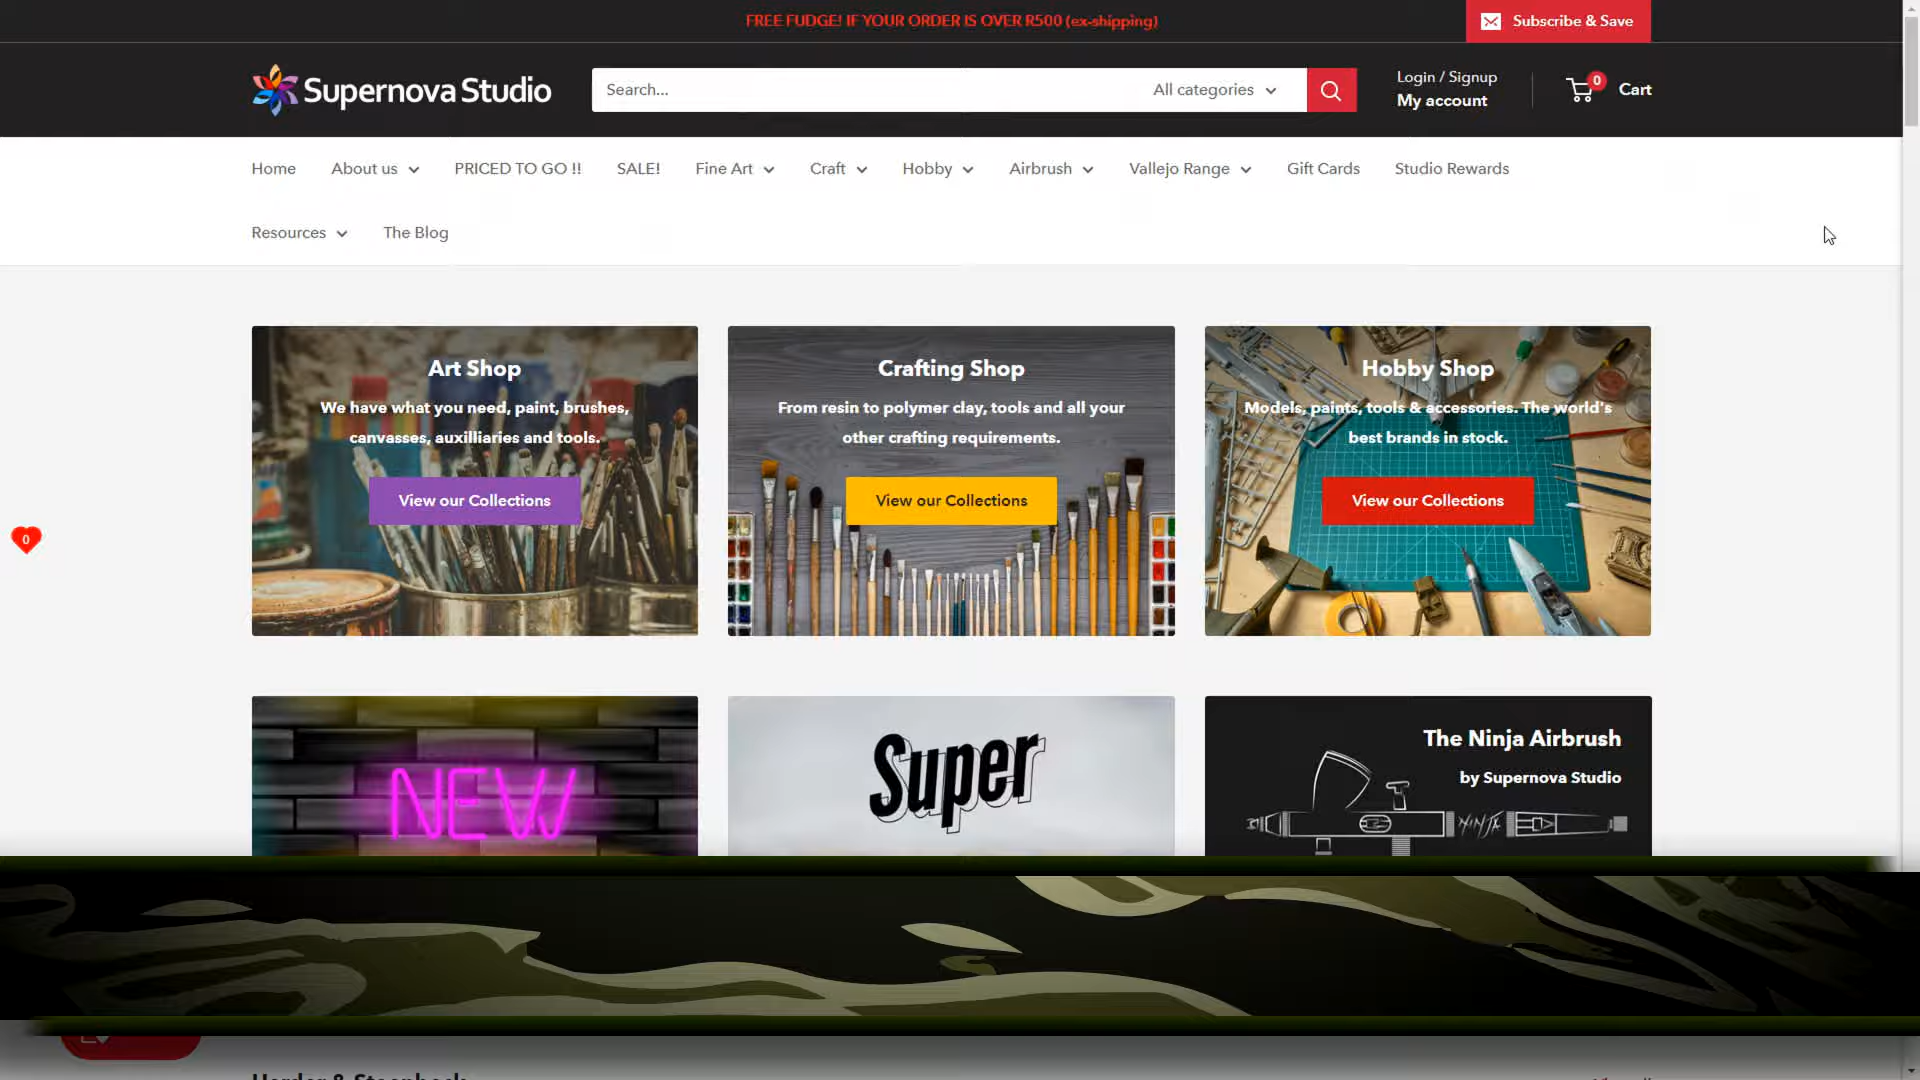 FREE FUDGE! IF YOUR ORDER IS OVER R500 (ex-shipping)
Subscribe & Save
Supernova Studio
Search...
All categories
Login / Signup
My account
0
Cart
Home
About us
PRICED TO GO !!
SALE!
Fine Art
Craft
Hobby
Airbrush
Vallejo Range
Gift Cards
Studio Rewards
Resources
The Blog
Art Shop
We have what you need, paint, brushes,
canvasses, auxilliaries and tools.
View our Collections
Crafting Shop
From resin to polymer clay, tools and all your
other crafting requirements.
View our Collections
Hobby Shop
Models, paints, tools & accessories. The world's
best brands in stock.
View our Collections
0
NEW
Super
The Ninja Airbrush
by Supernova Studio
NINJA